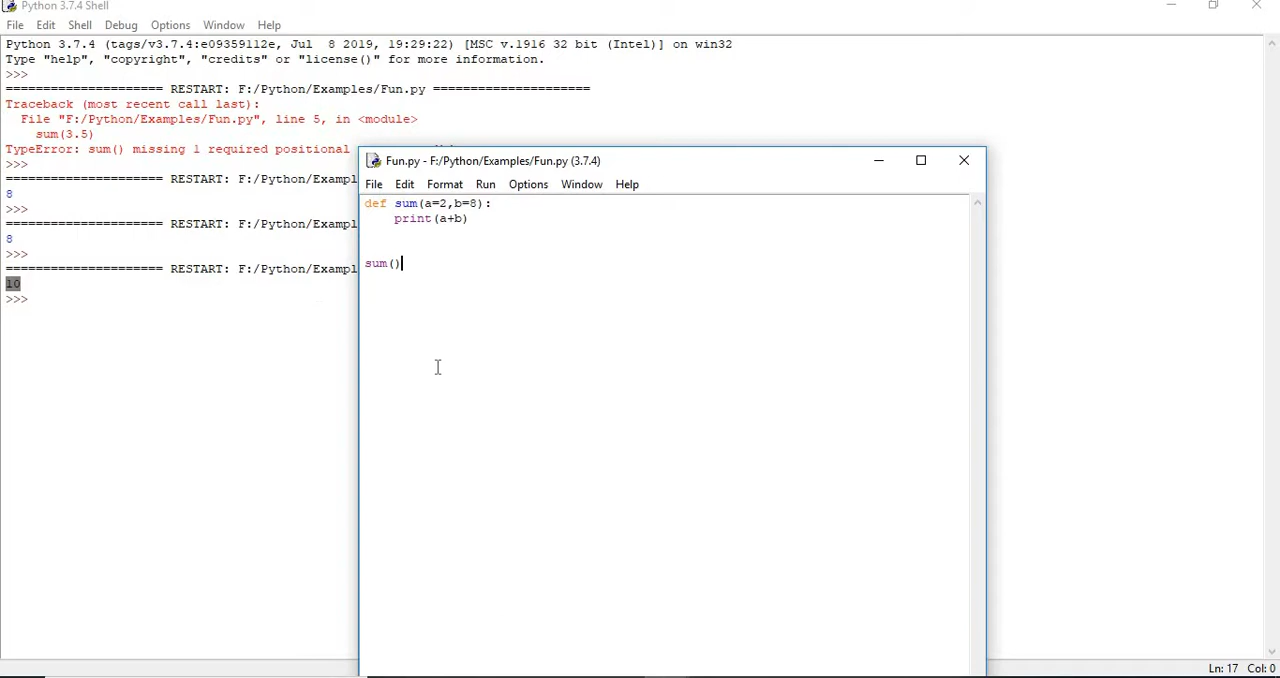 Python 3.7.4 Shell
File Edit Shell Debug Options Window Help
Python 3.7.4 (tags/v3.7.4:e09359112e, Jul  8 2019, 19:29:22) [MSC v.1916 32 bit (Intel)] on win32
Type "help", "copyright", "credits" or "license()" for more information.
>>>
===================== RESTART: F:/Python/Examples/Fun.py =====================
Traceback (most recent call last):
  File "F:/Python/Examples/Fun.py", line 5, in <module>
    sum(3.5)
TypeError: sum() missing 1 required positional
>>>
===================== RESTART: F:/Python/Exampl
8
>>>
===================== RESTART: F:/Python/Exampl
8
>>>
===================== RESTART: F:/Python/Exampl
10
>>>
Fun.py - F:/Python/Examples/Fun.py (3.7.4)
File Edit Format Run Options Window Help
def sum(a=2,b=8):
    print(a+b)
sum()
Ln: 17 Col: 0